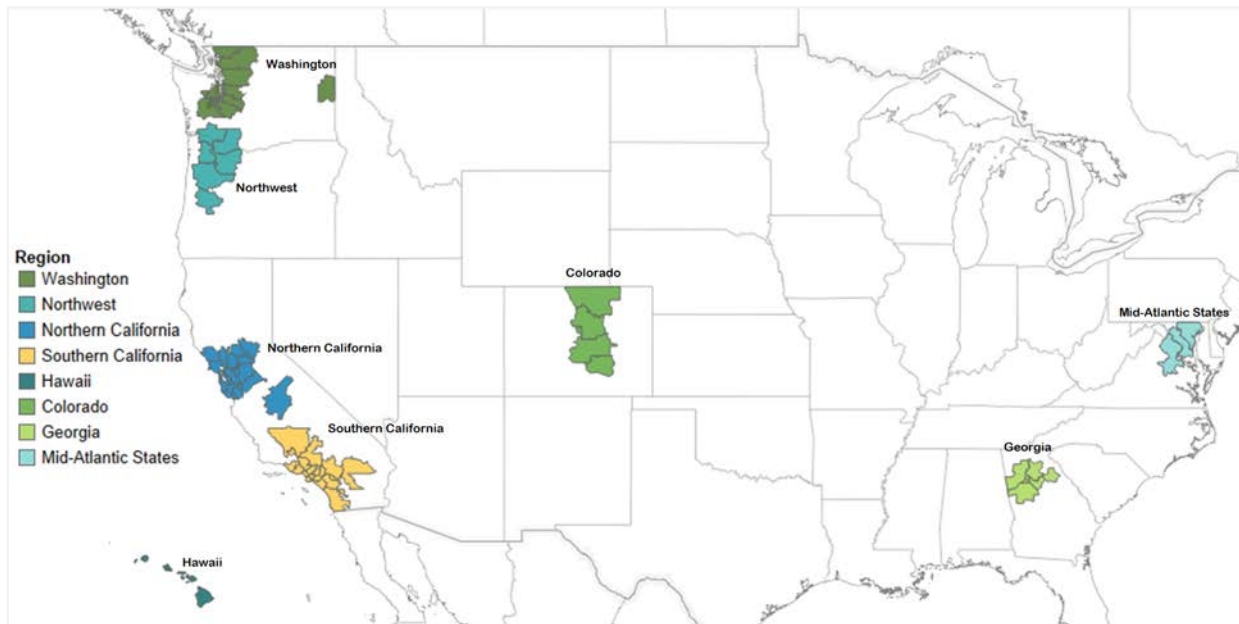 Washington
Northwest
Colorado
Mid-Atlantic States
Northern California
Southern California
Georgia
Hawaii
Region
Washington
Northwest
Northern California
Southern California
Hawaii
Colorado
Georgia
Mid-Atlantic States